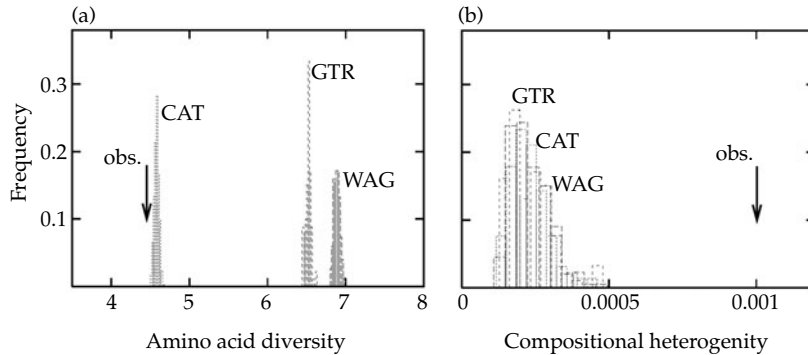 (a)
(b)
Frequency
0.3
0.2
0.1
CAT
GTR
WAG
obs.
4
5
6
7
8
Amino acid diversity
GTR
CAT
WAG
obs.
0
0.0005
0.001
Compositional heterogenity